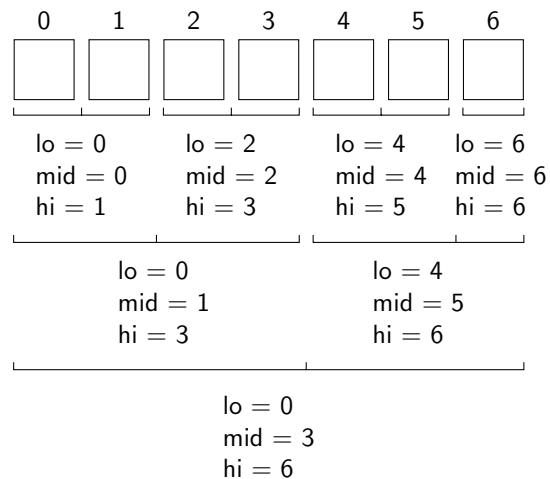 0 1 2 3 4 5 6
lo = 0 lo = 2 lo = 4 lo = 6
mid = 0 mid = 2 mid = 4 mid = 6
hi = 1 hi = 3 hi = 5 hi = 6
lo = 0 lo = 4
mid = 1 mid = 5
hi = 3 hi = 6
lo = 0
mid = 3
hi = 6